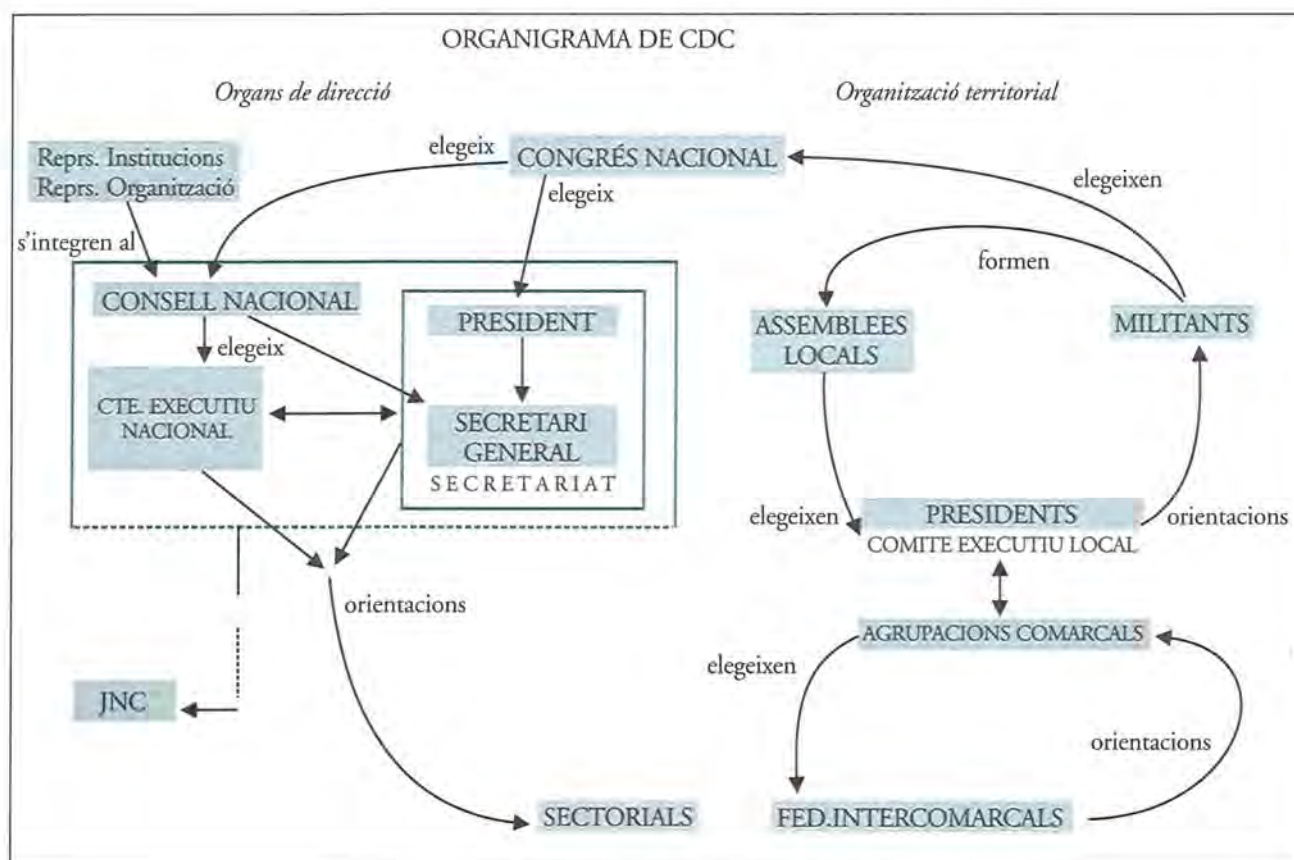 ORGANIGRAMA DE CDC
Organs de direcció
Organització territorial
Reprs. Institucions
Reprs. Organització
elegeix
CONGRÉS NACIONAL
elegeix
elegeixen
s'integren al
formen
CONSELL NACIONAL
PRESIDENT
ASSEMBLEES
LOCALS
MILITANTS
elegeix
CTE. EXECUTIU
NACIONAL
SECRETARI
GENERAL
SECRETARIAT
elegeixen
PRESIDENTS
COMITE EXECUTIU LOCAL
orientacions
orientacions
AGRUPACIONS COMARCALS
elegeixen
JNC
orientacions
SECTORIALS
FED.INTERCOMARCALS